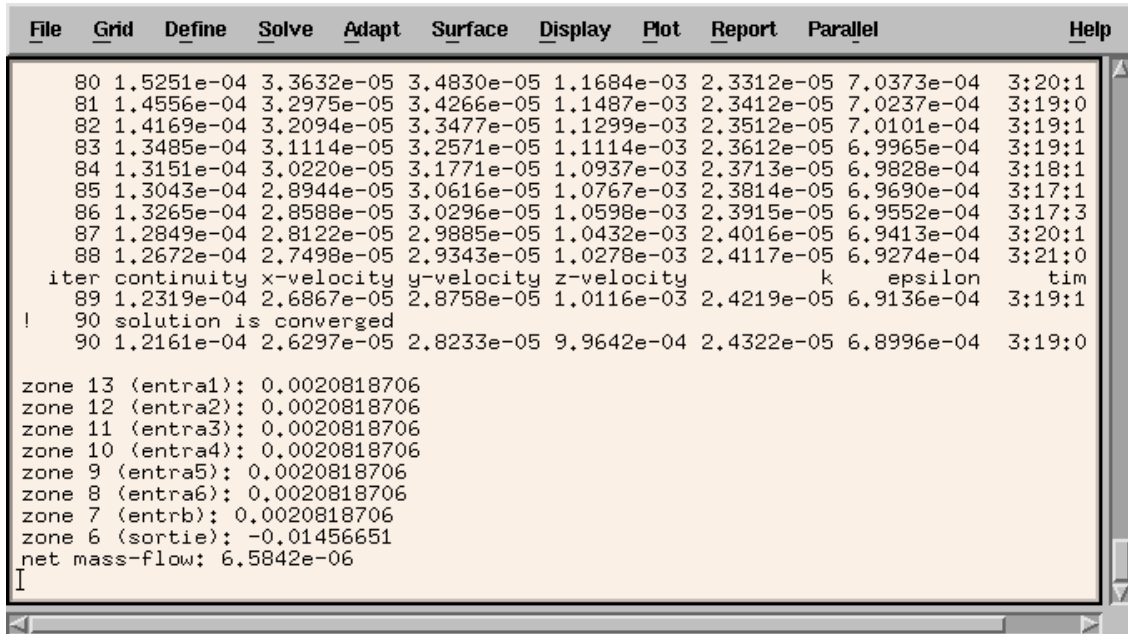 File Grid Define Solve Adapt Surface Display Plot Report Parallel Help
80 1.5251e-04 3.3632e-05 3.4830e-05 1.1684e-03 2.3312e-05 7.0373e-04 3:20:1
81 1.4556e-04 3.2975e-05 3.4266e-05 1.1487e-03 2.3412e-05 7.0237e-04 3:19:0
82 1.4169e-04 3.2094e-05 3.3477e-05 1.1299e-03 2.3512e-05 7.0101e-04 3:19:1
83 1.3485e-04 3.1114e-05 3.2571e-05 1.1114e-03 2.3612e-05 6.9965e-04 3:19:1
84 1.3151e-04 3.0220e-05 3.1771e-05 1.0937e-03 2.3713e-05 6.9828e-04 3:18:1
85 1.3043e-04 2.8944e-05 3.0616e-05 1.0767e-03 2.3814e-05 6.9690e-04 3:17:1
86 1.3265e-04 2.8588e-05 3.0296e-05 1.0598e-03 2.3915e-05 6.9552e-04 3:17:3
87 1.2849e-04 2.8122e-05 2.9885e-05 1.0432e-03 2.4016e-05 6.9413e-04 3:20:1
88 1.2672e-04 2.7498e-05 2.9343e-05 1.0278e-03 2.4117e-05 6.9274e-04 3:21:0
iter continuity x-velocity y-velocity z-velocity k epsilon tim
89 1.2319e-04 2.6867e-05 2.8758e-05 1.0116e-03 2.4219e-05 6.9136e-04 3:19:1
! 90 solution is converged
90 1.2161e-04 2.6297e-05 2.8233e-05 9.9642e-04 2.4322e-05 6.8996e-04 3:19:0
zone 13 (entra1): 0.0020818706
zone 12 (entra2): 0.0020818706
zone 11 (entra3): 0.0020818706
zone 10 (entra4): 0.0020818706
zone 9 (entra5): 0.0020818706
zone 8 (entra6): 0.0020818706
zone 7 (entrb): 0.0020818706
zone 6 (sortie): -0.01456651
net mass-flow: 6.5842e-06